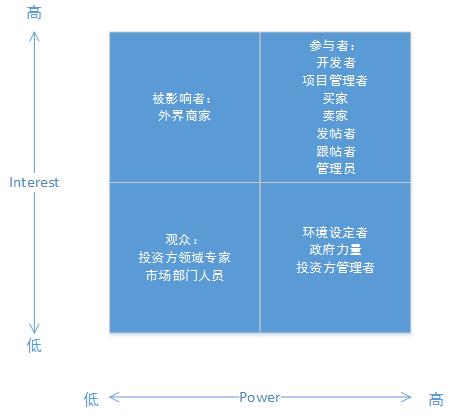 高
参与者：
开发者
项目管理者
买家
卖家
发帖者
跟帖者
管理员
被影响者：
外界商家
Interest
观众：
投资方领域专家
市场部门人员
环境设定者
政府力量
投资方管理者
低
低
Power
高